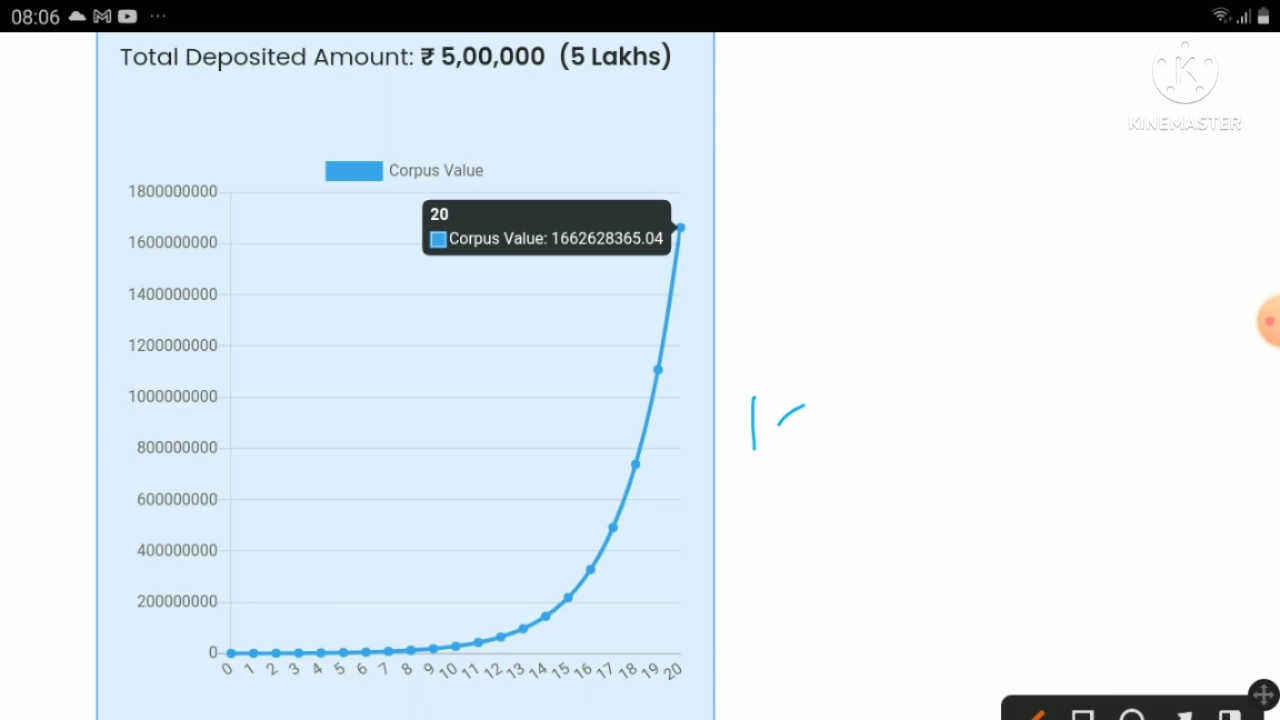 08:06
Total Deposited Amount: ₹ 5,00,000 (5 Lakhs)
KINEMASTER
Corpus Value
1800000000
1600000000
1400000000
1200000000
1000000000
800000000
600000000
400000000
200000000
0
20
Corpus Value: 1662628365.04
0 1 2 3 4 5 6 7 8 9 10 11 12 13 14 15 16 17 18 19 20